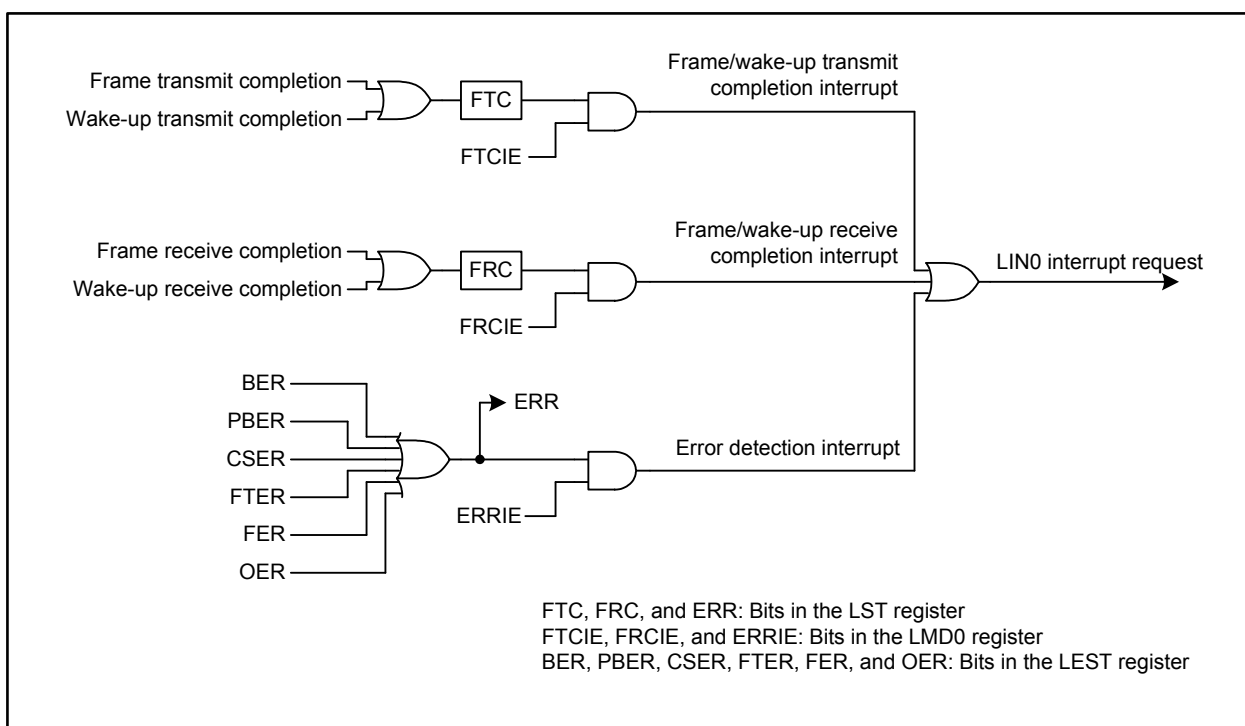 Frame transmit completion
Wake-up transmit completion
FTC
FTCIE
Frame/wake-up transmit
completion interrupt
Frame receive completion
Wake-up receive completion
FRC
FRCIE
Frame/wake-up receive
completion interrupt
LIN0 interrupt request
BER
PBER
CSER
FTER
FER
OER
ERR
ERRIE
Error detection interrupt
FTC, FRC, and ERR: Bits in the LST register
FTCIE, FRCIE, and ERRIE: Bits in the LMD0 register
BER, PBER, CSER, FTER, FER, and OER: Bits in the LEST register